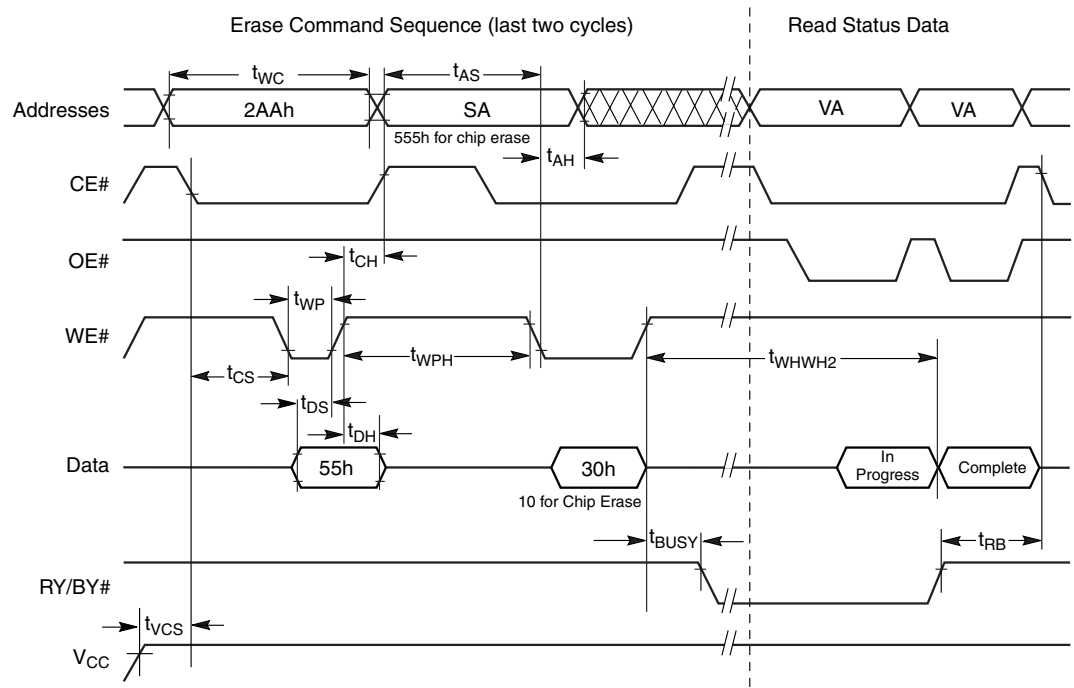 Erase Command Sequence (last two cycles)
Read Status Data
tWC
tAS
Addresses
2AAh
SA
VA
VA
555h for chip erase
tAH
CE#
OE#
tCH
tWP
WE#
tWPH
tWHWH2
tCS
tDS
tDH
Data
55h
30h
In
Progress
Complete
10 for Chip Erase
tBUSY
tRB
RY/BY#
tVCS
VCC